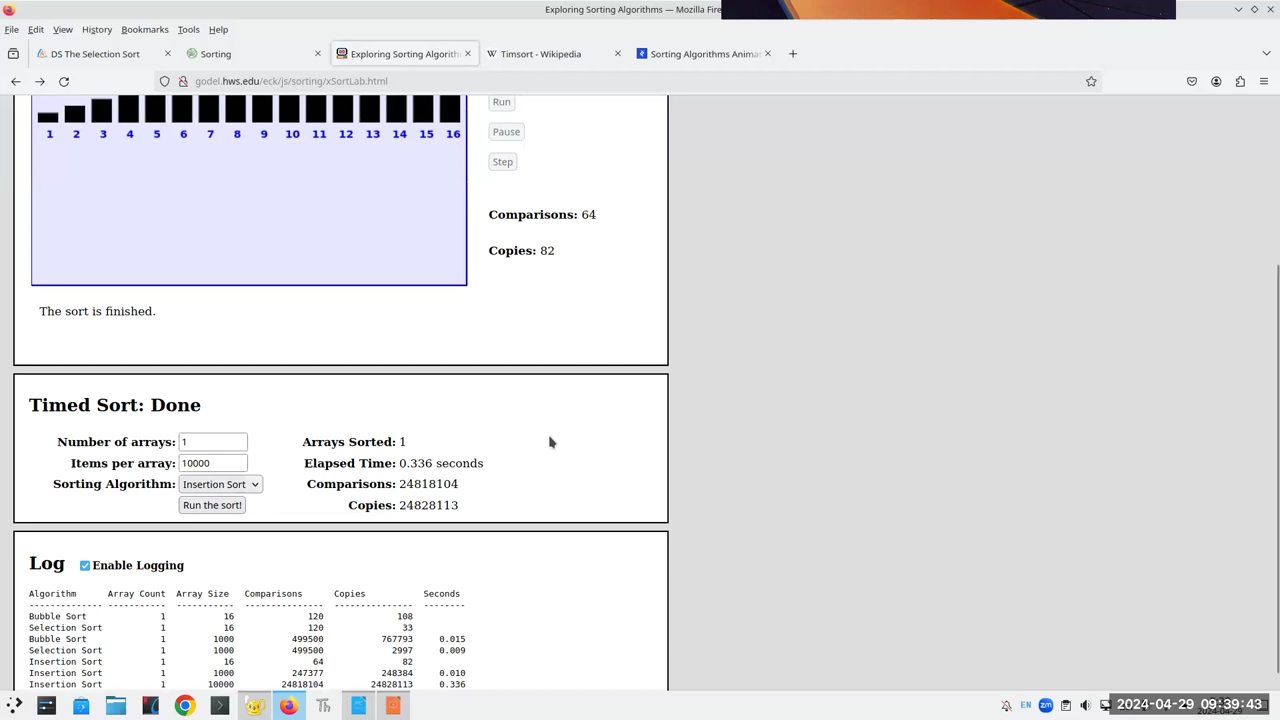 Exploring Sorting Algorithms — Mozilla Fire
File Edit View History Bookmarks Tools Help
DS The Selection Sort
Sorting
Exploring Sorting Algorith
Timsort - Wikipedia
Sorting Algorithms Animat
godel.hws.edu/eck/js/sorting/xSortLab.html
Run
1 2 3 4 5 6 7 8 9 10 11 12 13 14 15 16
Pause
Step
Comparisons: 64
Copies: 82
The sort is finished.
Timed Sort: Done
Number of arrays: 1 Arrays Sorted: 1
Items per array: 10000 Elapsed Time: 0.336 seconds
Sorting Algorithm: Insertion Sort Comparisons: 24818104
Run the sort! Copies: 24828113
Log Enable Logging
Algorithm Array Count Array Size Comparisons Copies Seconds
-------------- ----------- ---------- --------------- --------------- --------
Bubble Sort 1 16 120 108
Selection Sort 1 16 120 33
Bubble Sort 1 1000 499500 767793 0.015
Selection Sort 1 1000 499500 2997 0.009
Insertion Sort 1 16 64 82
Insertion Sort 1 1000 247377 248384 0.010
Insertion Sort 1 10000 24818104 24828113 0.336
Th
EN
zm
2024-04-29 09:39:43